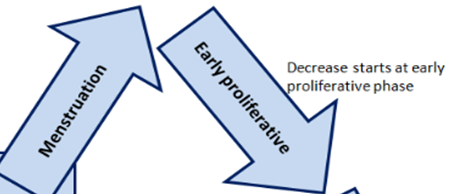 Menstruation
Early proliferative
Decrease starts at early
proliferative phase